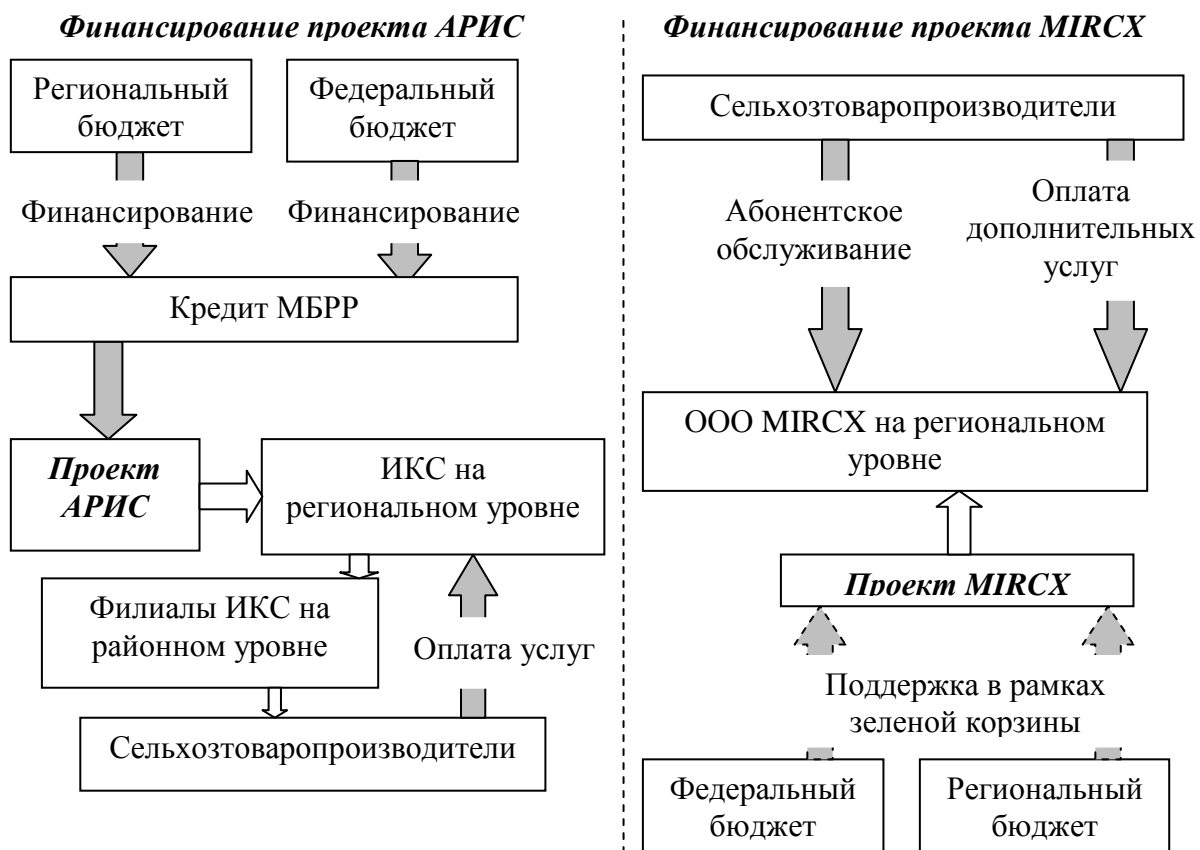 Финансирование проекта АРИС
Региональный
бюджет
Федеральный
бюджет
Финансирование
Финансирование
Кредит МБРР
Проект
АРИС
ИКС на
региональном уровне
Филиалы ИКС на
районном уровне
Оплата услуг
Сельхозтоваропроизводители
Финансирование проекта MIRCX
Сельхозтоваропроизводители
Абонентское
обслуживание
Оплата
дополнительных
услуг
ООО MIRCX на региональном
уровне
Проект MIRCX
Поддержка в рамках
зеленой корзины
Федеральный
бюджет
Региональный
бюджет